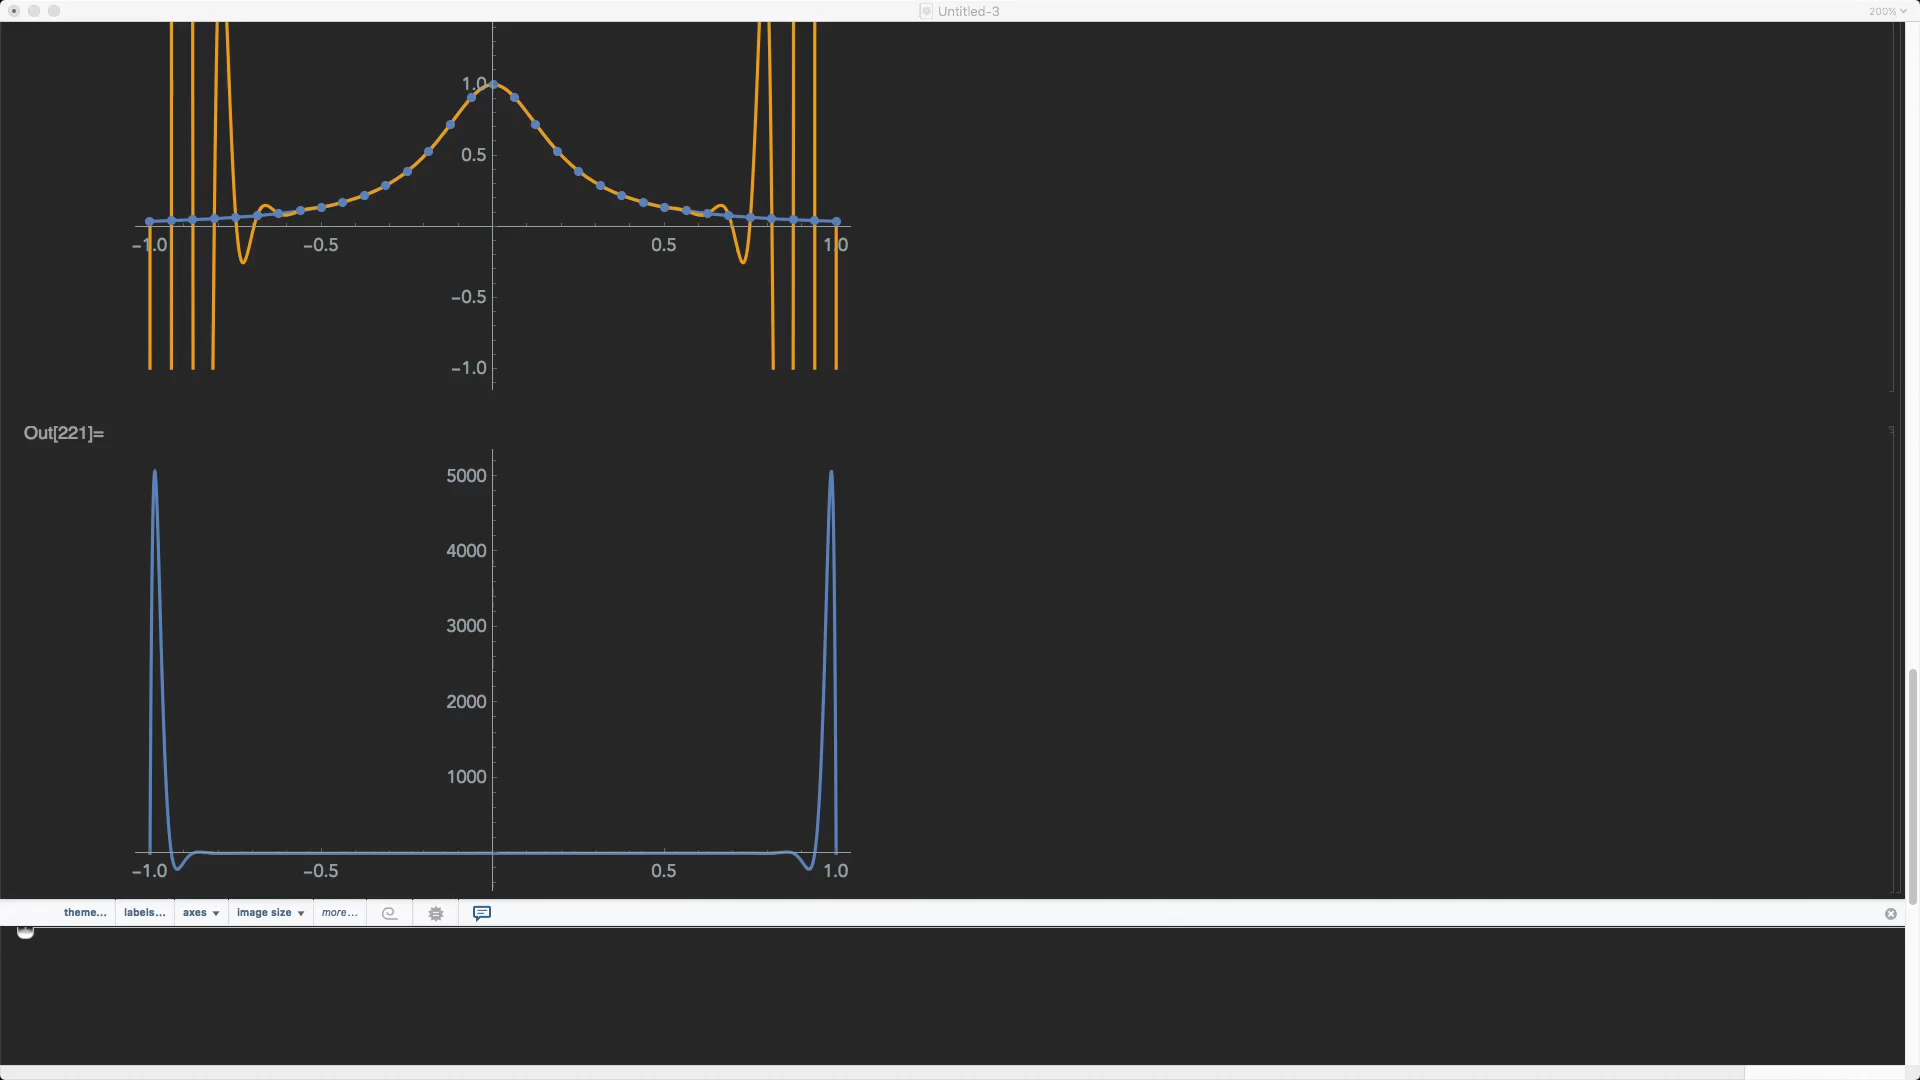 Untitled-3
200%
1.0
0.5
-1.0 -0.5 0.5 1.0
-0.5
-1.0
Out[221]=
5000
4000
3000
2000
1000
-1.0 -0.5 0.5 1.0
theme... labels... axes image size more...